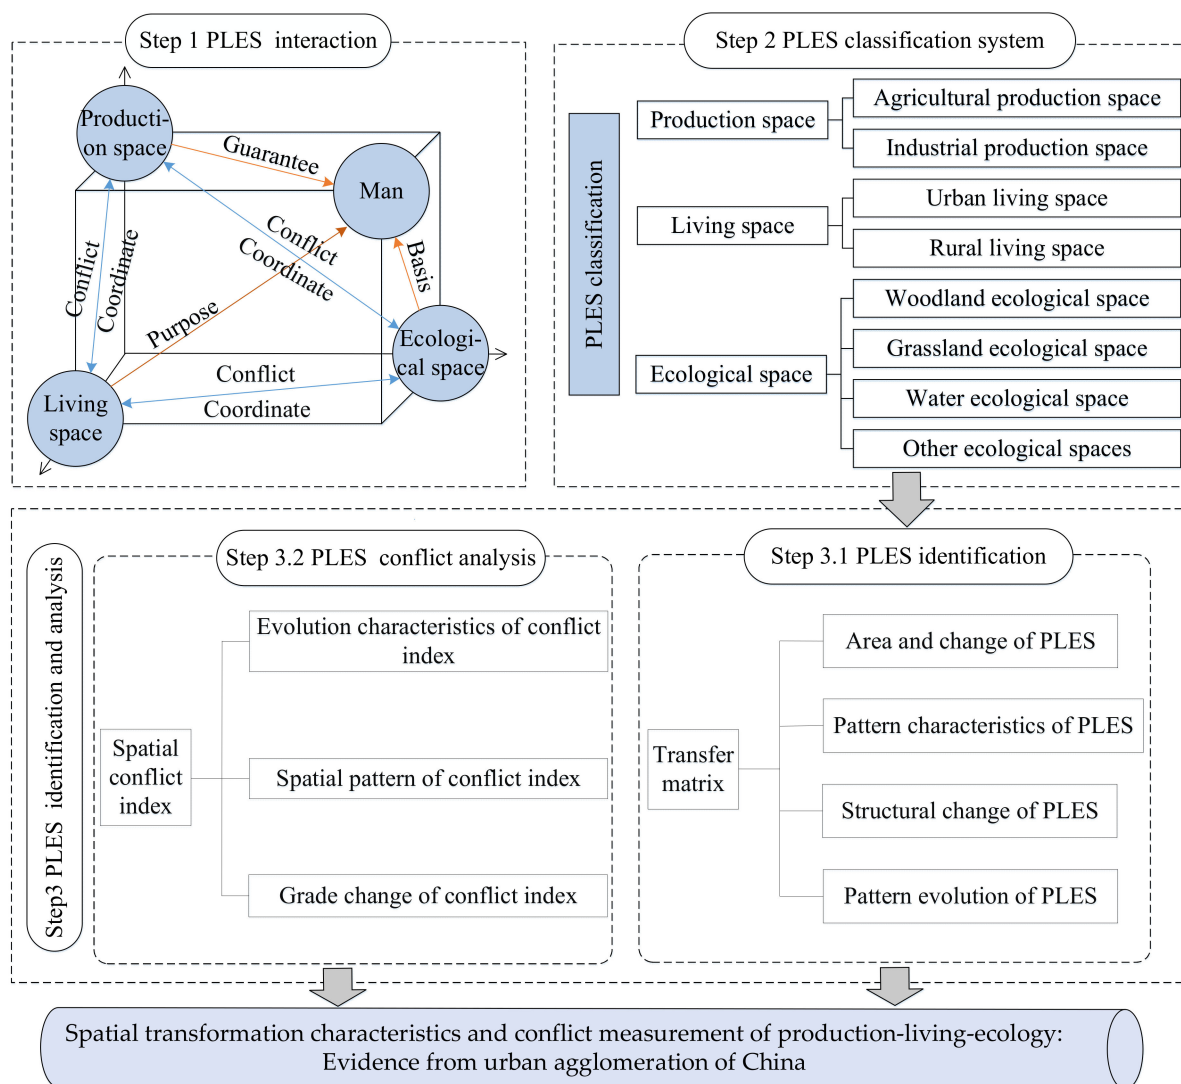 Step 1 PLES interaction
Producti-
on space
Guarantee
Man
Conflict
Coordinate
Conflict
Coordinate
Basis
Purpose
Ecologi-
cal space
Conflict
Coordinate
Living
space
Step 2 PLES classification system
PLES classification
Production space
Agricultural production space
Industrial production space
Living space
Urban living space
Rural living space
Ecological space
Woodland ecological space
Grassland ecological space
Water ecological space
Other ecological spaces
Step3 PLES identification and analysis
Step 3.2 PLES conflict analysis
Spatial
conflict
index
Evolution characteristics of conflict
index
Spatial pattern of conflict index
Grade change of conflict index
Step 3.1 PLES identification
Transfer
matrix
Area and change of PLES
Pattern characteristics of PLES
Structural change of PLES
Pattern evolution of PLES
Spatial transformation characteristics and conflict measurement of production-living-ecology:
Evidence from urban agglomeration of China